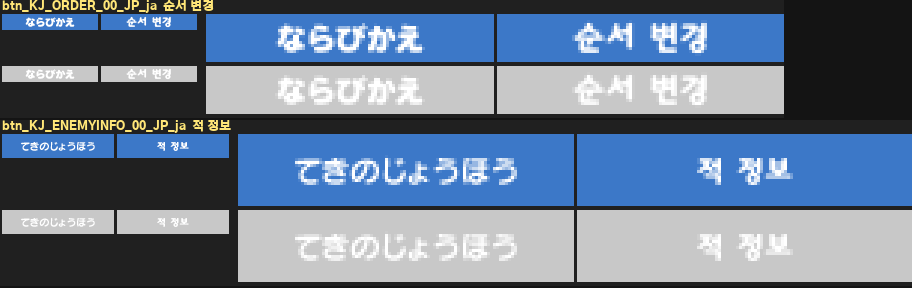 btn_KJ_ORDER_00_JP_ja 순서 변경
ならびかえ 순서 변경 ならびかえ 순서 변경
ならびかえ 순서 변경 ならびかえ 순서 변경
btn_KJ_ENEMYINFO_00_JP_ja 적 정보
てきのじょうほう 적 정보 てきのじょうほう 적 정보
てきのじょうほう 적 정보 てきのじょうほう 적 정보